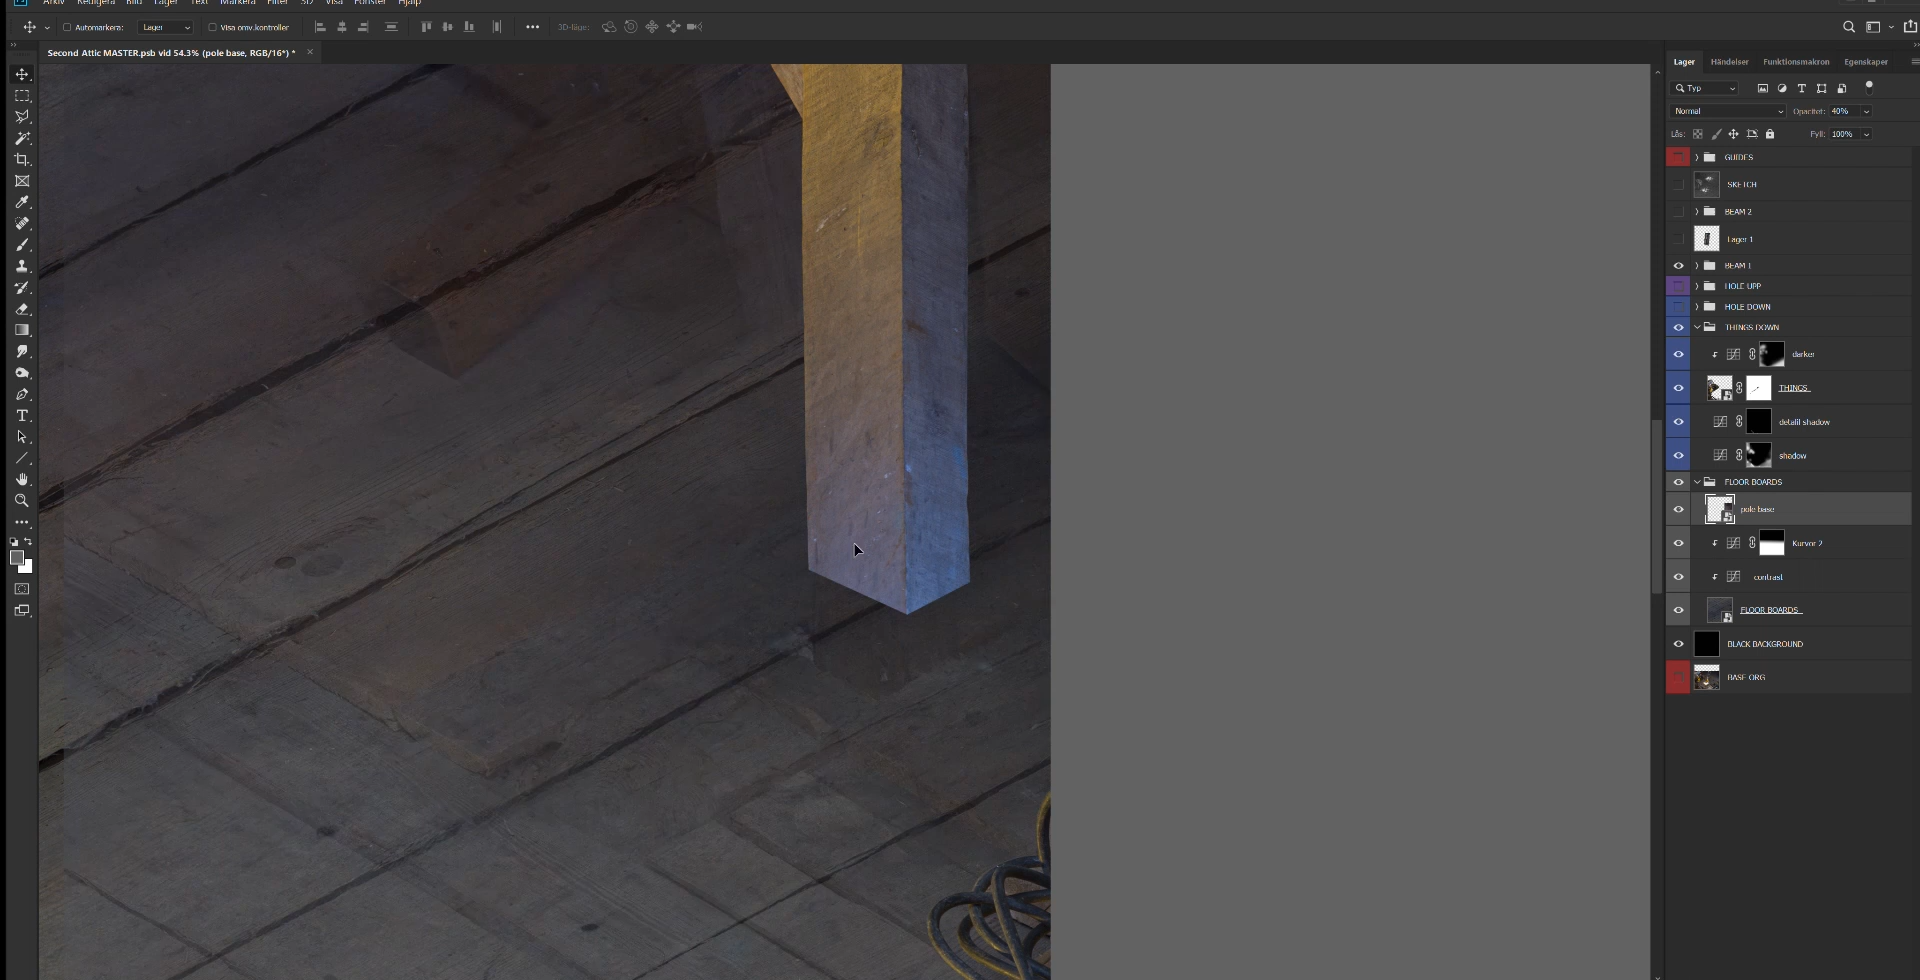 Arkiv Redigera Bild Lager Text Markera Filter 3D Visa Fönster Hjälp
Automarkera: Lager Visa omv.kontroller 3D-läge:
Second Attic MASTER.psb vid 54.3% (pole base, RGB/16*) *
Lager Händelser Funktionsmakron Egenskaper
Typ
Normal Opacitet: 40%
Lås: Fyll: 100%
GUIDES
SKETCH
BEAM 2
Lager 1
BEAM 1
HOLE UPP
HOLE DOWN
THINGS DOWN
darker
THINGS
detalil shadow
shadow
FLOOR BOARDS
pole base
Kurvor 2
contrast
FLOOR BOARDS
BLACK BACKGROUND
BASE ORG